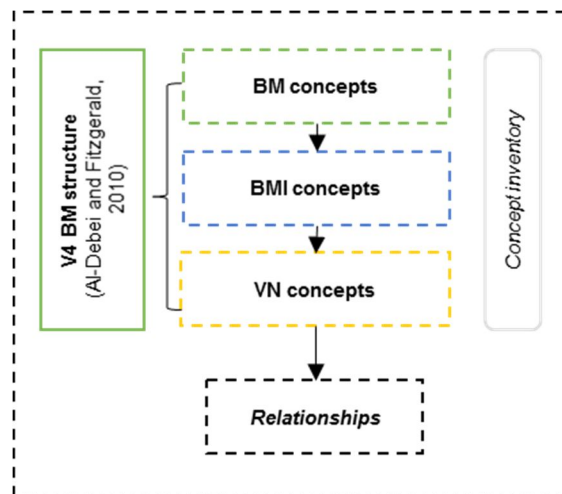 V4 BM structure
(Al-Debei and Fitzgerald,
2010)
BM concepts
BMI concepts
VN concepts
Relationships
Concept inventory